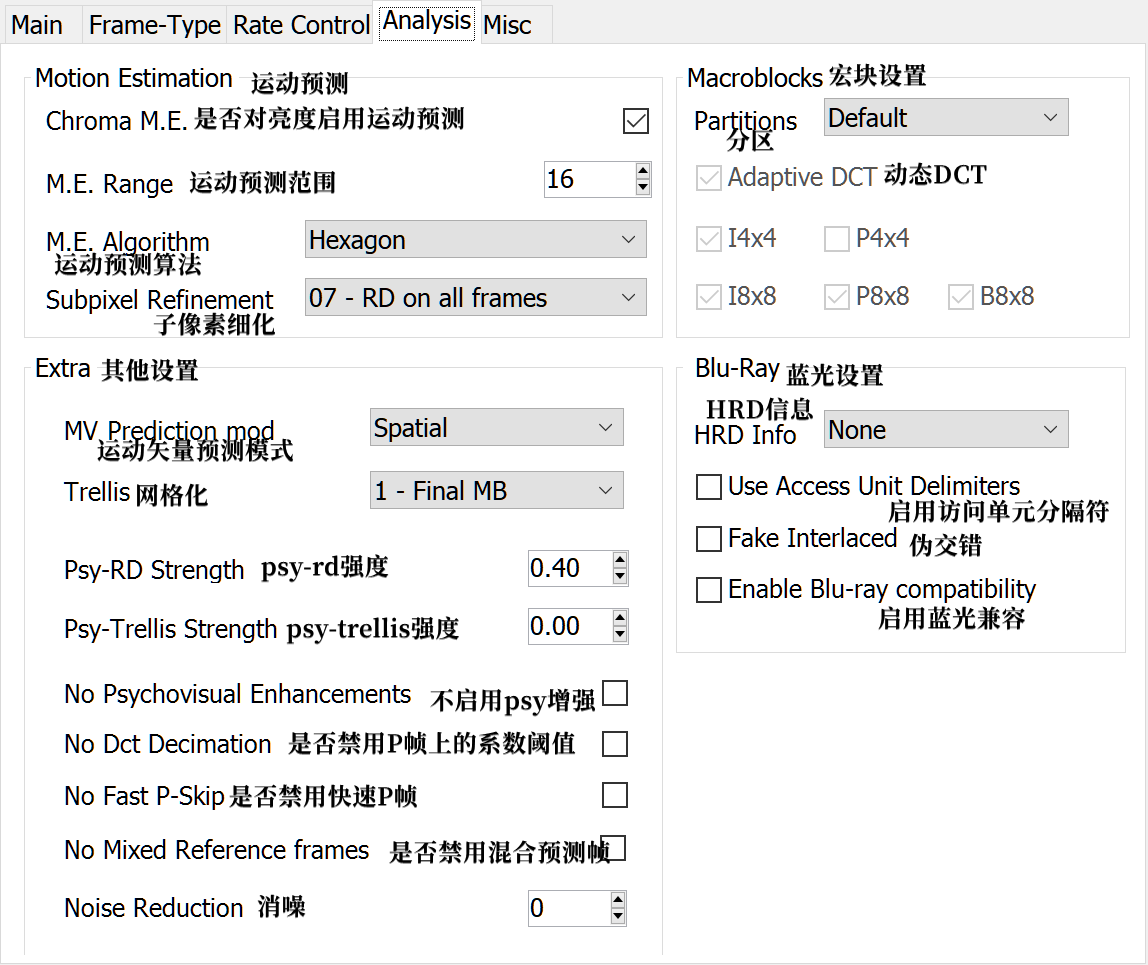 Main Frame-Type Rate Control Analysis Misc
Motion Estimation 运动预测
Chroma M.E. 是否对亮度启用运动预测
M.E. Range 运动预测范围 16
M.E. Algorithm Hexagon
运动预测算法
Subpixel Refinement 07 - RD on all frames
子像素细化
Macroblocks 宏块设置
Partitions Default
分区
Adaptive DCT 动态DCT
I4x4 P4x4
I8x8 P8x8 B8x8
Extra 其他设置
MV Prediction mod Spatial
运动矢量预测模式
Trellis 网格化 1 - Final MB
Psy-RD Strength psy-rd强度 0.40
Psy-Trellis Strength psy-trellis强度 0.00
No Psychovisual Enhancements 不启用psy增强
No Dct Decimation 是否禁用P帧上的系数阈值
No Fast P-Skip 是否禁用快速P帧
No Mixed Reference frames 是否禁用混合预测帧
Noise Reduction 消噪 0
Blu-Ray 蓝光设置
HRD信息
HRD Info None
Use Access Unit Delimiters
启用访问单元分隔符
Fake Interlaced 伪交错
Enable Blu-ray compatibility
启用蓝光兼容